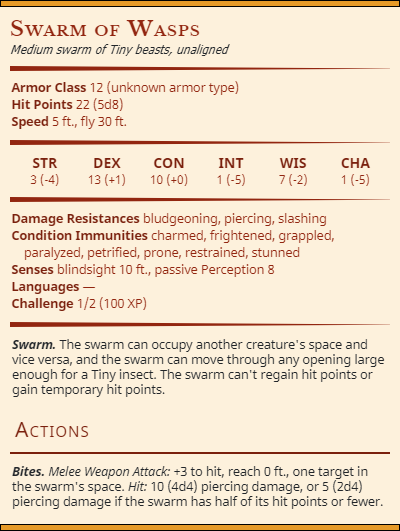 Swarm of Wasps
Medium swarm of Tiny beasts, unaligned
Armor Class 12 (unknown armor type)
Hit Points 22 (5d8)
Speed 5 ft., fly 30 ft.
STR DEX CON INT WIS CHA
3 (-4) 13 (+1) 10 (+0) 1 (-5) 7 (-2) 1 (-5)
Damage Resistances bludgeoning, piercing, slashing
Condition Immunities charmed, frightened, grappled,
paralyzed, petrified, prone, restrained, stunned
Senses blindsight 10 ft., passive Perception 8
Languages —
Challenge 1/2 (100 XP)
Swarm. The swarm can occupy another creature's space and
vice versa, and the swarm can move through any opening large
enough for a Tiny insect. The swarm can't regain hit points or
gain temporary hit points.
Actions
Bites. Melee Weapon Attack: +3 to hit, reach 0 ft., one target in
the swarm's space. Hit: 10 (4d4) piercing damage, or 5 (2d4)
piercing damage if the swarm has half of its hit points or fewer.